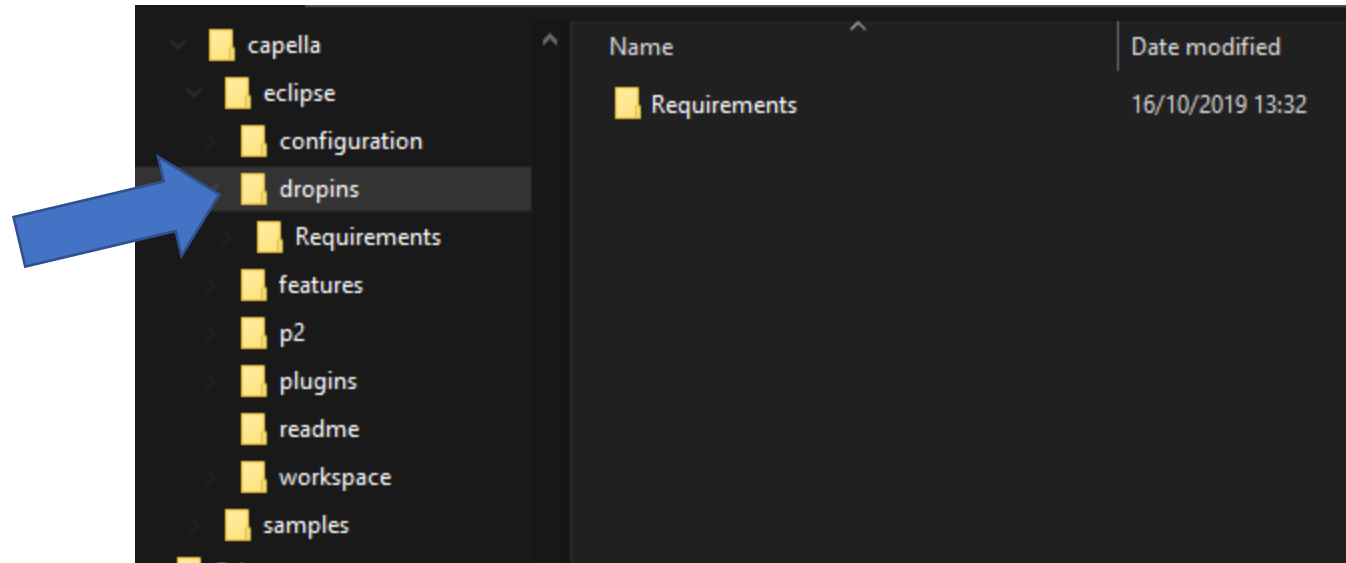 capella
eclipse
configuration
dropins
Requirements
features
p2
plugins
readme
workspace
samples
Name Date modified
Requirements 16/10/2019 13:32